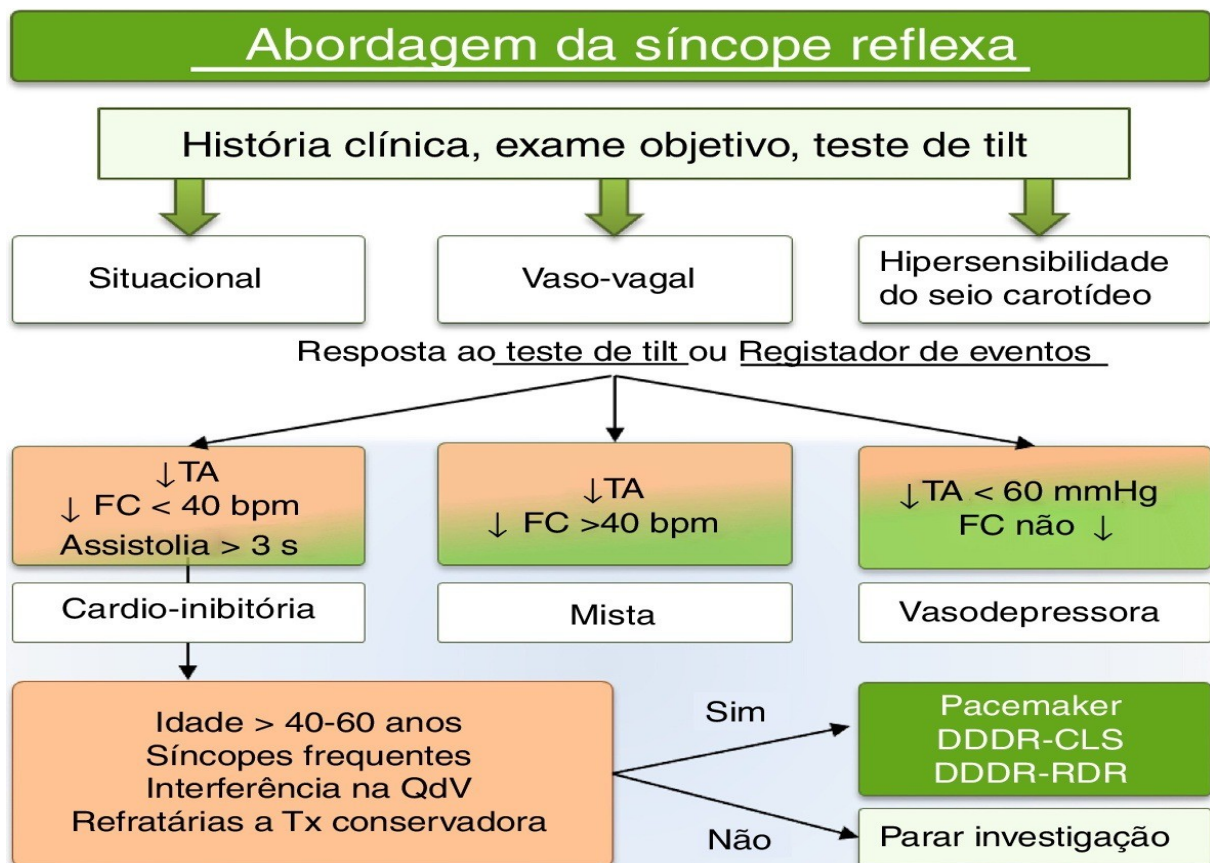 Abordagem da síncope reflexa
História clínica, exame objetivo, teste de tilt
Situacional
Vaso-vagal
Hipersensibilidade
do seio carotídeo
Resposta ao teste de tilt ou Registador de eventos
↓TA
↓ FC < 40 bpm
Assistolia > 3 s
↓TA
↓ FC >40 bpm
↓TA < 60 mmHg
FC não ↓
Cardio-inibitória
Mista
Vasodepressora
Idade > 40-60 anos
Síncopes frequentes
Interferência na QdV
Refratárias a Tx conservadora
Sim
Não
Pacemaker
DDDR-CLS
DDDR-RDR
Parar investigação